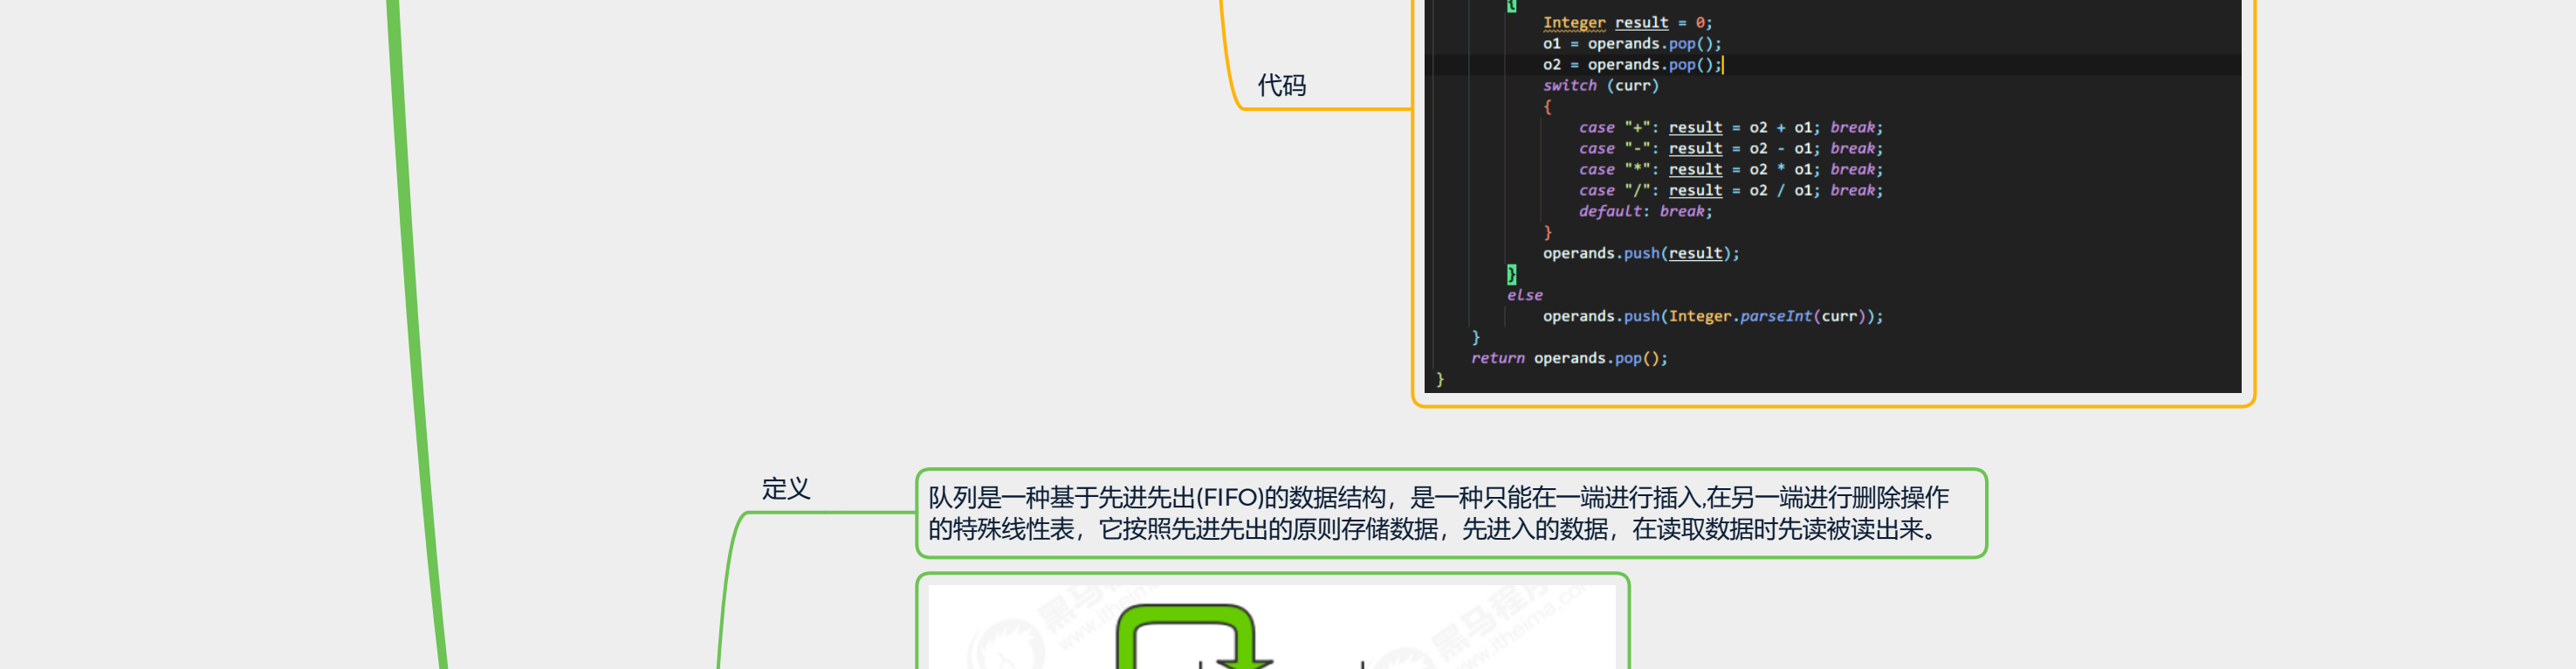 {
Integer result = 0;
o1 = operands.pop();
o2 = operands.pop();
switch (curr)
{
case "+": result = o2 + o1; break;
case "-": result = o2 - o1; break;
case "*": result = o2 * o1; break;
case "/": result = o2 / o1; break;
default: break;
}
operands.push(result);
}
else
operands.push(Integer.parseInt(curr));
}
return operands.pop();
}
代码
定义
队列是一种基于先进先出(FIFO)的数据结构，是一种只能在一端进行插入,在另一端进行删除操作
的特殊线性表，它按照先进先出的原则存储数据，先进入的数据，在读取数据时先读被读出来。